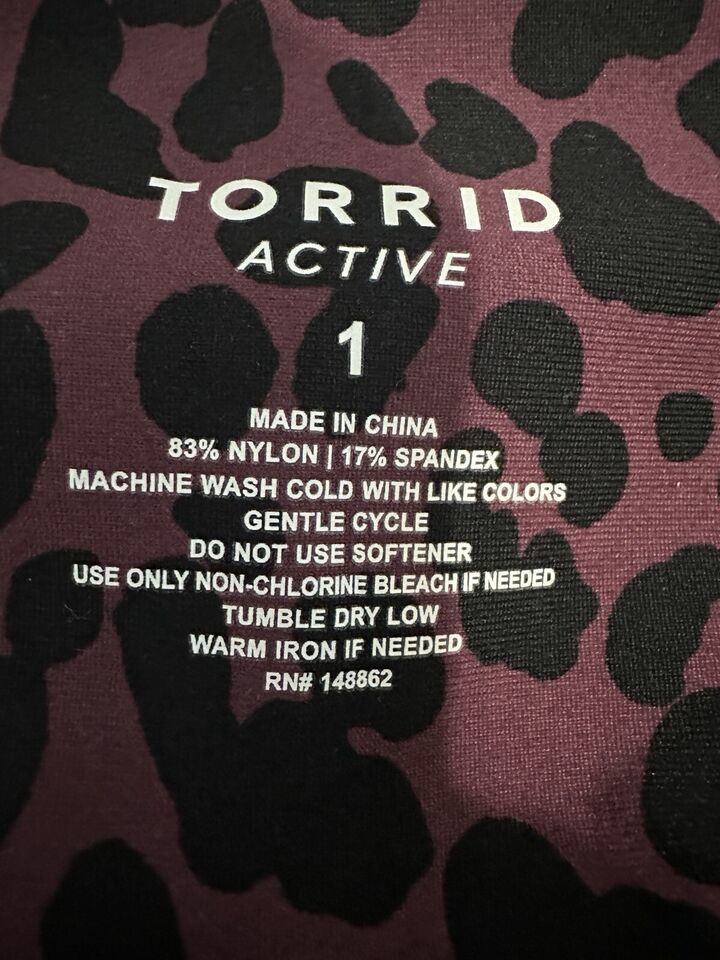 TORRID
ACTIVE
1
MADE IN CHINA
83% NYLON | 17% SPANDEX
MACHINE WASH COLD WITH LIKE COLORS
GENTLE CYCLE
DO NOT USE SOFTENER
USE ONLY NON-CHLORINE BLEACH IF NEEDED
TUMBLE DRY LOW
WARM IRON IF NEEDED
RN# 148862